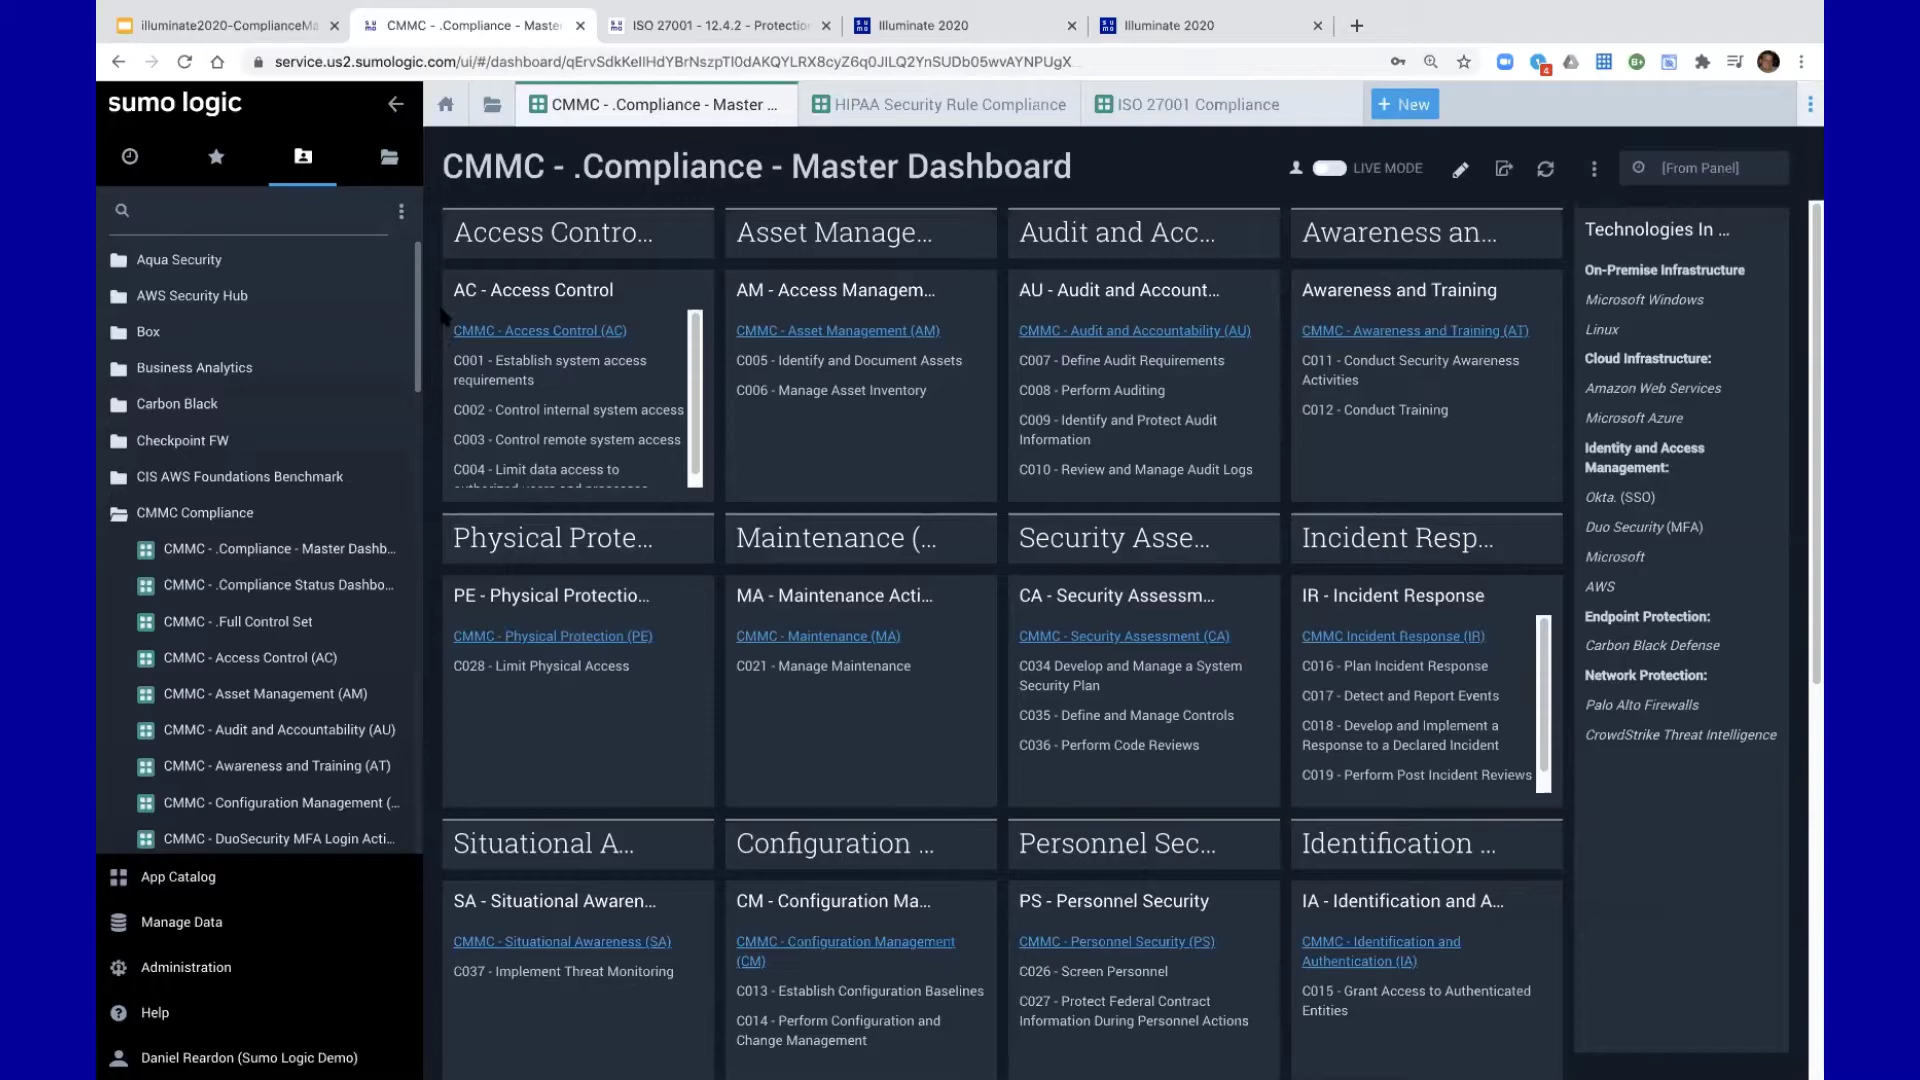 illuminate2020-ComplianceMa
CMMC - .Compliance - Maste
ISO 27001 - 12.4.2 - Protectio
Illuminate 2020
Illuminate 2020
service.us2.sumologic.com/ui/#/dashboard/qErvSdkKeIlHdYBrNszpTl0dAKQYLRX8cyZ6q0JILQ2YnSUDb05wvAYNPUgX...
4
sumo logic
CMMC - .Compliance - Master ...
HIPAA Security Rule Compliance
ISO 27001 Compliance
+ New
CMMC - .Compliance - Master Dashboard
LIVE MODE
[From Panel]
Aqua Security
AWS Security Hub
Box
Business Analytics
Carbon Black
Checkpoint FW
CIS AWS Foundations Benchmark
CMMC Compliance
CMMC - .Compliance - Master Dashb...
CMMC - .Compliance Status Dashbo...
CMMC - .Full Control Set
CMMC - Access Control (AC)
CMMC - Asset Management (AM)
CMMC - Audit and Accountability (AU)
CMMC - Awareness and Training (AT)
CMMC - Configuration Management (...
CMMC - DuoSecurity MFA Login Acti...
App Catalog
Manage Data
Administration
Help
Daniel Reardon (Sumo Logic Demo)
Access Contro...
AC - Access Control
CMMC - Access Control (AC)
C001 - Establish system access
requirements
C002 - Control internal system access
C003 - Control remote system access
C004 - Limit data access to
authorized users and processes
Asset Manage...
AM - Access Managem...
CMMC - Asset Management (AM)
C005 - Identify and Document Assets
C006 - Manage Asset Inventory
Audit and Acc...
AU - Audit and Account...
CMMC - Audit and Accountability (AU)
C007 - Define Audit Requirements
C008 - Perform Auditing
C009 - Identify and Protect Audit
Information
C010 - Review and Manage Audit Logs
Awareness an...
Awareness and Training
CMMC - Awareness and Training (AT)
C011 - Conduct Security Awareness
Activities
C012 - Conduct Training
Physical Prote...
PE - Physical Protectio...
CMMC - Physical Protection (PE)
C028 - Limit Physical Access
Maintenance (...
MA - Maintenance Acti...
CMMC - Maintenance (MA)
C021 - Manage Maintenance
Security Asse...
CA - Security Assessm...
CMMC - Security Assessment (CA)
C034 Develop and Manage a System
Security Plan
C035 - Define and Manage Controls
C036 - Perform Code Reviews
Incident Resp...
IR - Incident Response
CMMC Incident Response (IR)
C016 - Plan Incident Response
C017 - Detect and Report Events
C018 - Develop and Implement a
Response to a Declared Incident
C019 - Perform Post Incident Reviews
Situational A...
SA - Situational Awaren...
CMMC - Situational Awareness (SA)
C037 - Implement Threat Monitoring
Configuration ...
CM - Configuration Ma...
CMMC - Configuration Management
(CM)
C013 - Establish Configuration Baselines
C014 - Perform Configuration and
Change Management
Personnel Sec...
PS - Personnel Security
CMMC - Personnel Security (PS)
C026 - Screen Personnel
C027 - Protect Federal Contract
Information During Personnel Actions
Identification ...
IA - Identification and A...
CMMC - Identification and
Authentication (IA)
C015 - Grant Access to Authenticated
Entities
Technologies In ...
On-Premise Infrastructure
Microsoft Windows
Linux
Cloud Infrastructure:
Amazon Web Services
Microsoft Azure
Identity and Access
Management:
Okta. (SSO)
Duo Security (MFA)
Microsoft
AWS
Endpoint Protection:
Carbon Black Defense
Network Protection:
Palo Alto Firewalls
CrowdStrike Threat Intelligence